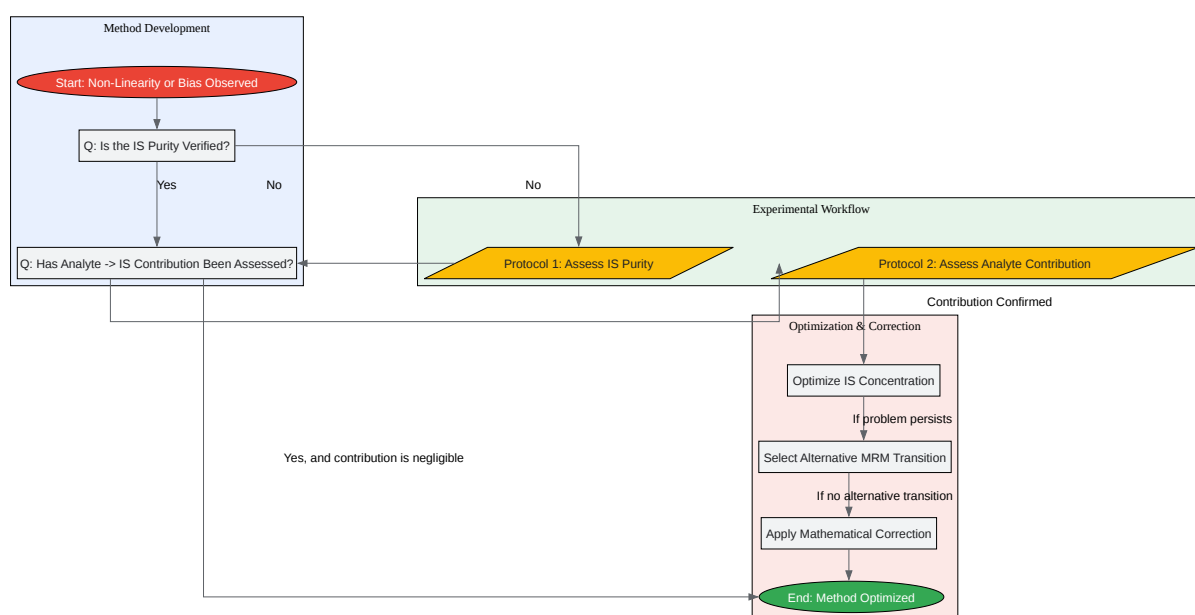 Method Development
Start: Non-Linearity or Bias Observed
Q: Is the IS Purity Verified?
Yes
No
No
Experimental Workflow
Q: Has Analyte -> IS Contribution Been Assessed?
Protocol 1: Assess IS Purity
Protocol 2: Assess Analyte Contribution
Contribution Confirmed
Optimization & Correction
Optimize IS Concentration
If problem persists
Yes, and contribution is negligible
Select Alternative MRM Transition
If no alternative transition
Apply Mathematical Correction
End: Method Optimized